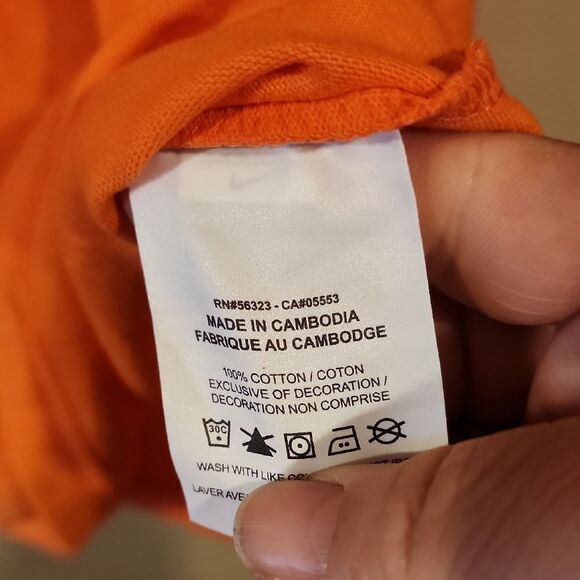 RN#56323 - CA#05553
MADE IN CAMBODIA
FABRIQUE AU CAMBODGE
100% COTTON / COTON
EXCLUSIVE OF DECORATION /
DECORATION NON COMPRISE
30C
WASH WITH LIKE
LAVER